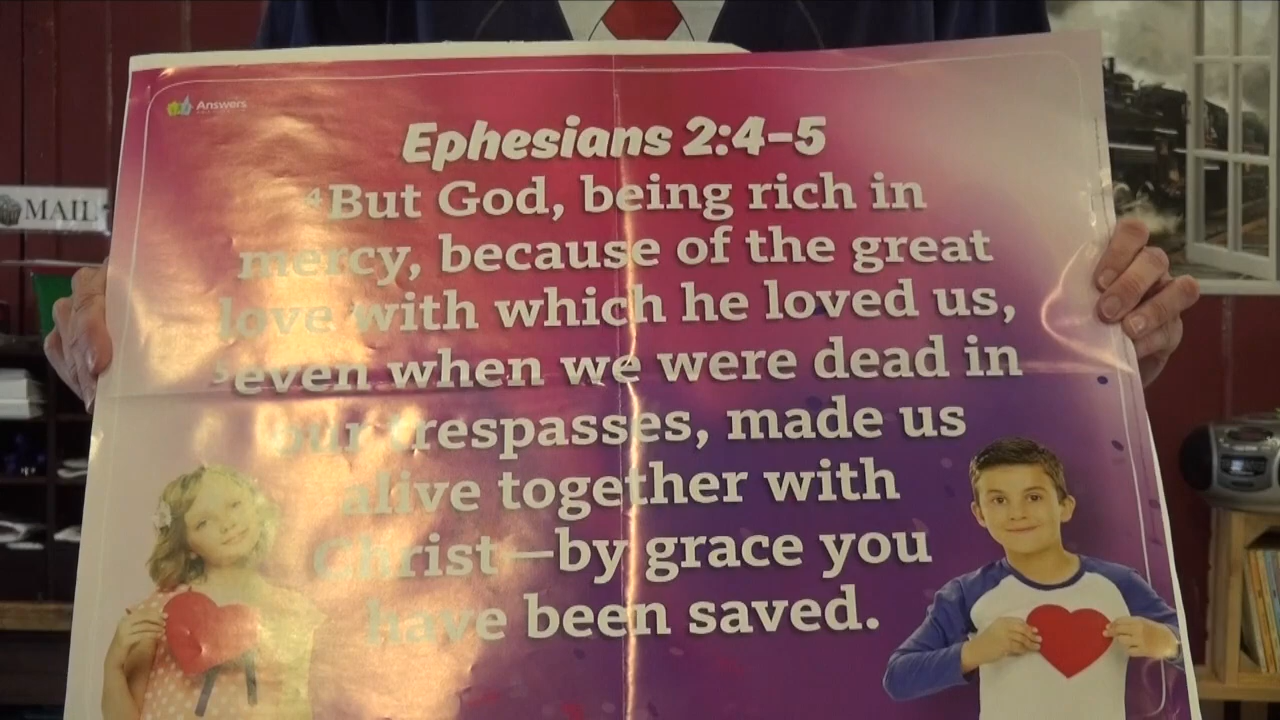 Answers
Ephesians 2:4-5
⁴But God, being rich in
mercy, because of the great
love with which he loved us,
⁵even when we were dead in
our trespasses, made us
alive together with
Christ—by grace you
have been saved.
MAIL